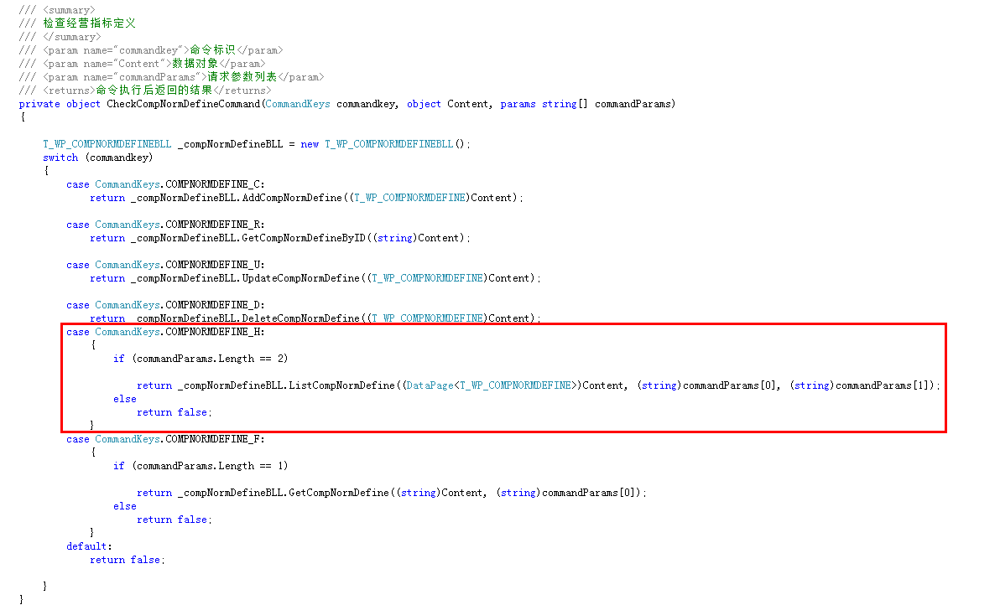 /// <summary>
/// 检查经营指标定义
/// </summary>
/// <param name="commandkey">命令标识</param>
/// <param name="Content">数据对象</param>
/// <param name="commandParams">请求参数列表</param>
/// <returns>命令执行后返回的结果</returns>
private object CheckCompNormDefineCommand(CommandKeys commandkey, object Content, params string[] commandParams)
{
T_WP_COMPNORMDEFINEBLL _compNormDefineBLL = new T_WP_COMPNORMDEFINEBLL();
switch (commandkey)
{
case CommandKeys.COMPNORMDEFINE_C:
return _compNormDefineBLL.AddCompNormDefine((T_WP_COMPNORMDEFINE)Content);
case CommandKeys.COMPNORMDEFINE_R:
return _compNormDefineBLL.GetCompNormDefineByID((string)Content);
case CommandKeys.COMPNORMDEFINE_U:
return _compNormDefineBLL.UpdateCompNormDefine((T_WP_COMPNORMDEFINE)Content);
case CommandKeys.COMPNORMDEFINE_D:
return _compNormDefineBLL.DeleteCompNormDefine((T_WP_COMPNORMDEFINE)Content);
case CommandKeys.COMPNORMDEFINE_H:
{
if (commandParams.Length == 2)
return _compNormDefineBLL.ListCompNormDefine((DataPage<T_WP_COMPNORMDEFINE>)Content, (string)commandParams[0], (string)commandParams[1]);
else
return false;
}
case CommandKeys.COMPNORMDEFINE_F:
{
if (commandParams.Length == 1)
return _compNormDefineBLL.GetCompNormDefine((string)Content, (string)commandParams[0]);
else
return false;
}
default:
return false;
}
}